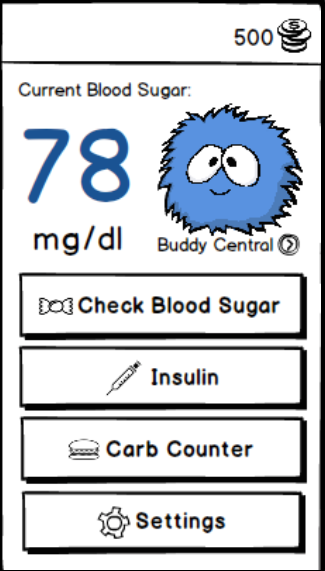 500
Current Blood Sugar:
78
mg/dl
Buddy Central
Check Blood Sugar
Insulin
Carb Counter
Settings